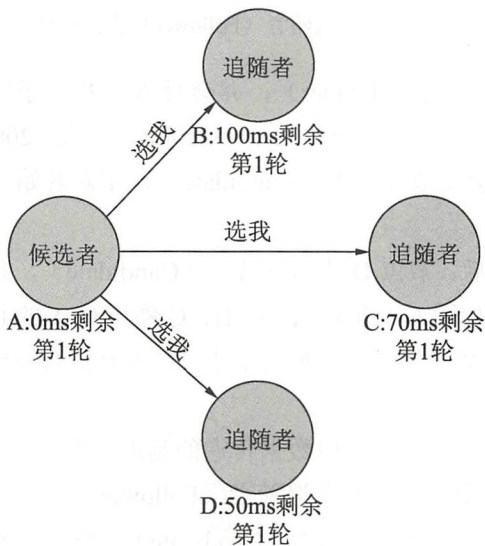 追随者
B:100ms剩余
第1轮
选我
选我
候选者
A:0ms剩余
第1轮
追随者
C:70ms剩余
第1轮
选我
追随者
D:50ms剩余
第1轮